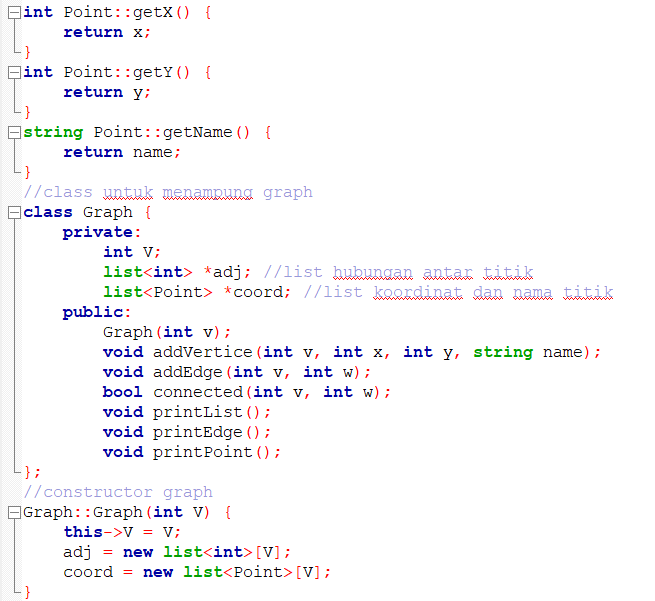 int Point::getX() {
    return x;
}
int Point::getY() {
    return y;
}
string Point::getName() {
    return name;
}
//class untuk menampung graph
class Graph {
    private:
        int V;
        list<int> *adj; //list hubungan antar titik
        list<Point> *coord; //list koordinat dan nama titik
    public:
        Graph(int v);
        void addVertice(int v, int x, int y, string name);
        void addEdge(int v, int w);
        bool connected(int v, int w);
        void printList();
        void printEdge();
        void printPoint();
};
//constructor graph
Graph::Graph(int V) {
    this->V = V;
    adj = new list<int>[V];
    coord = new list<Point>[V];
}